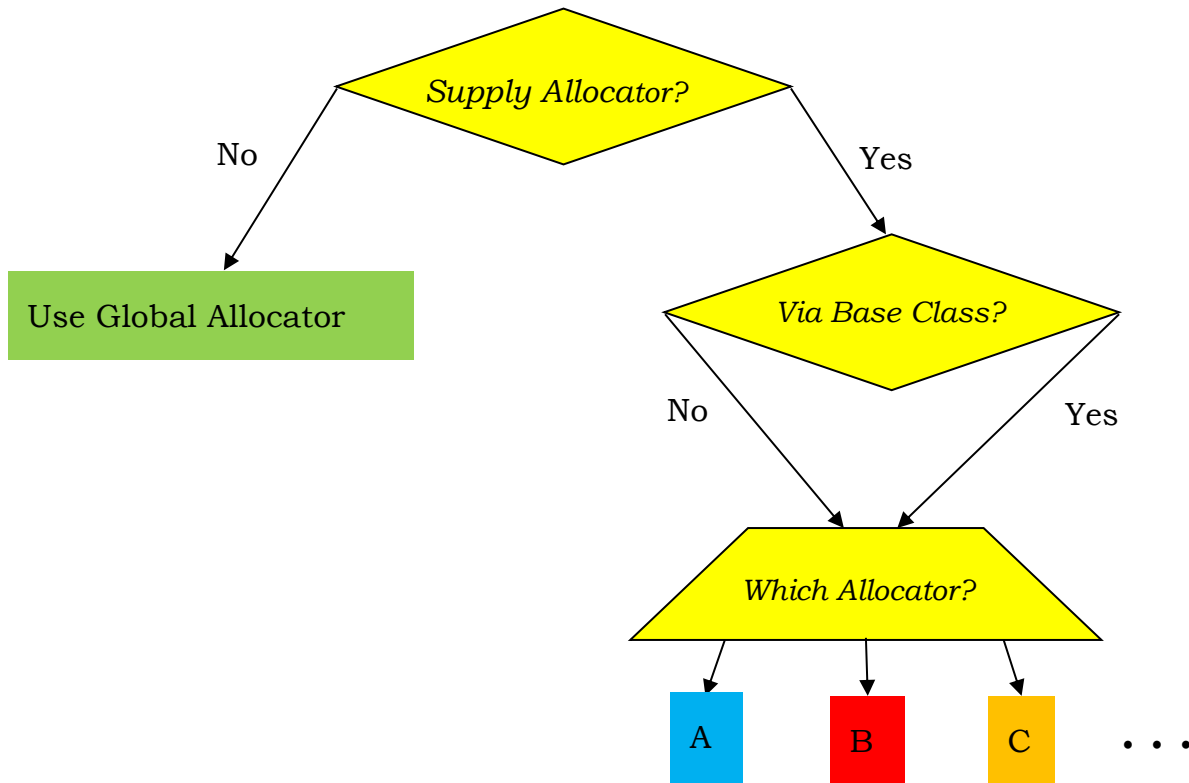 Supply Allocator?
No
Yes
Use Global Allocator
Via Base Class?
No
Yes
Which Allocator?
A
B
C
. . .